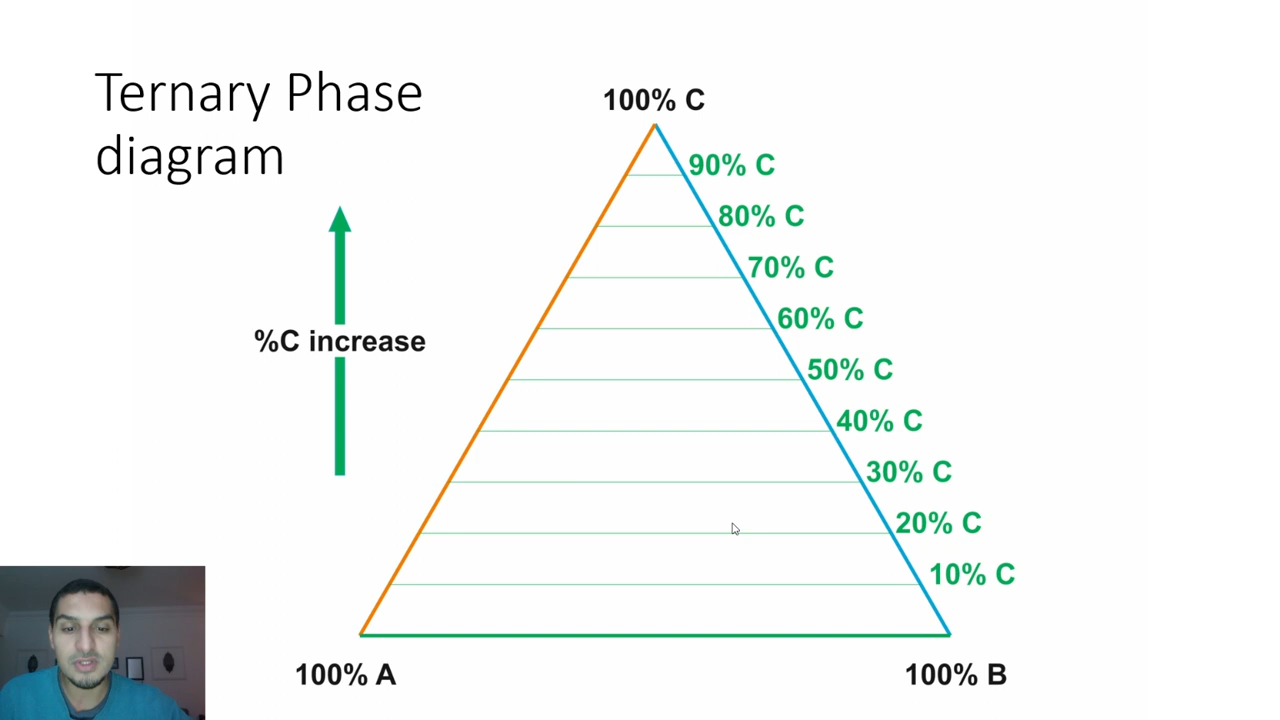 Ternary Phase
diagram
100% C
90% C
80% C
70% C
60% C
%C increase
50% C
40% C
30% C
20% C
10% C
100% A
100% B